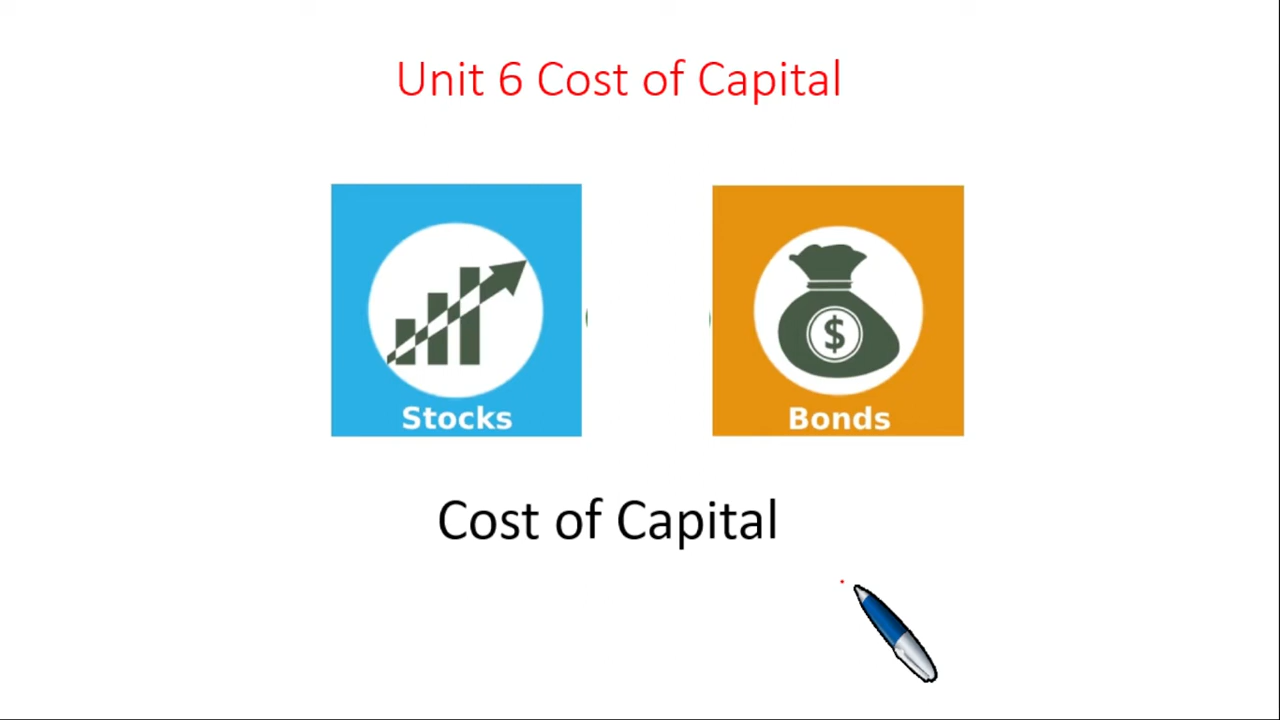 Unit 6 Cost of Capital
$
Stocks
Bonds
Cost of Capital